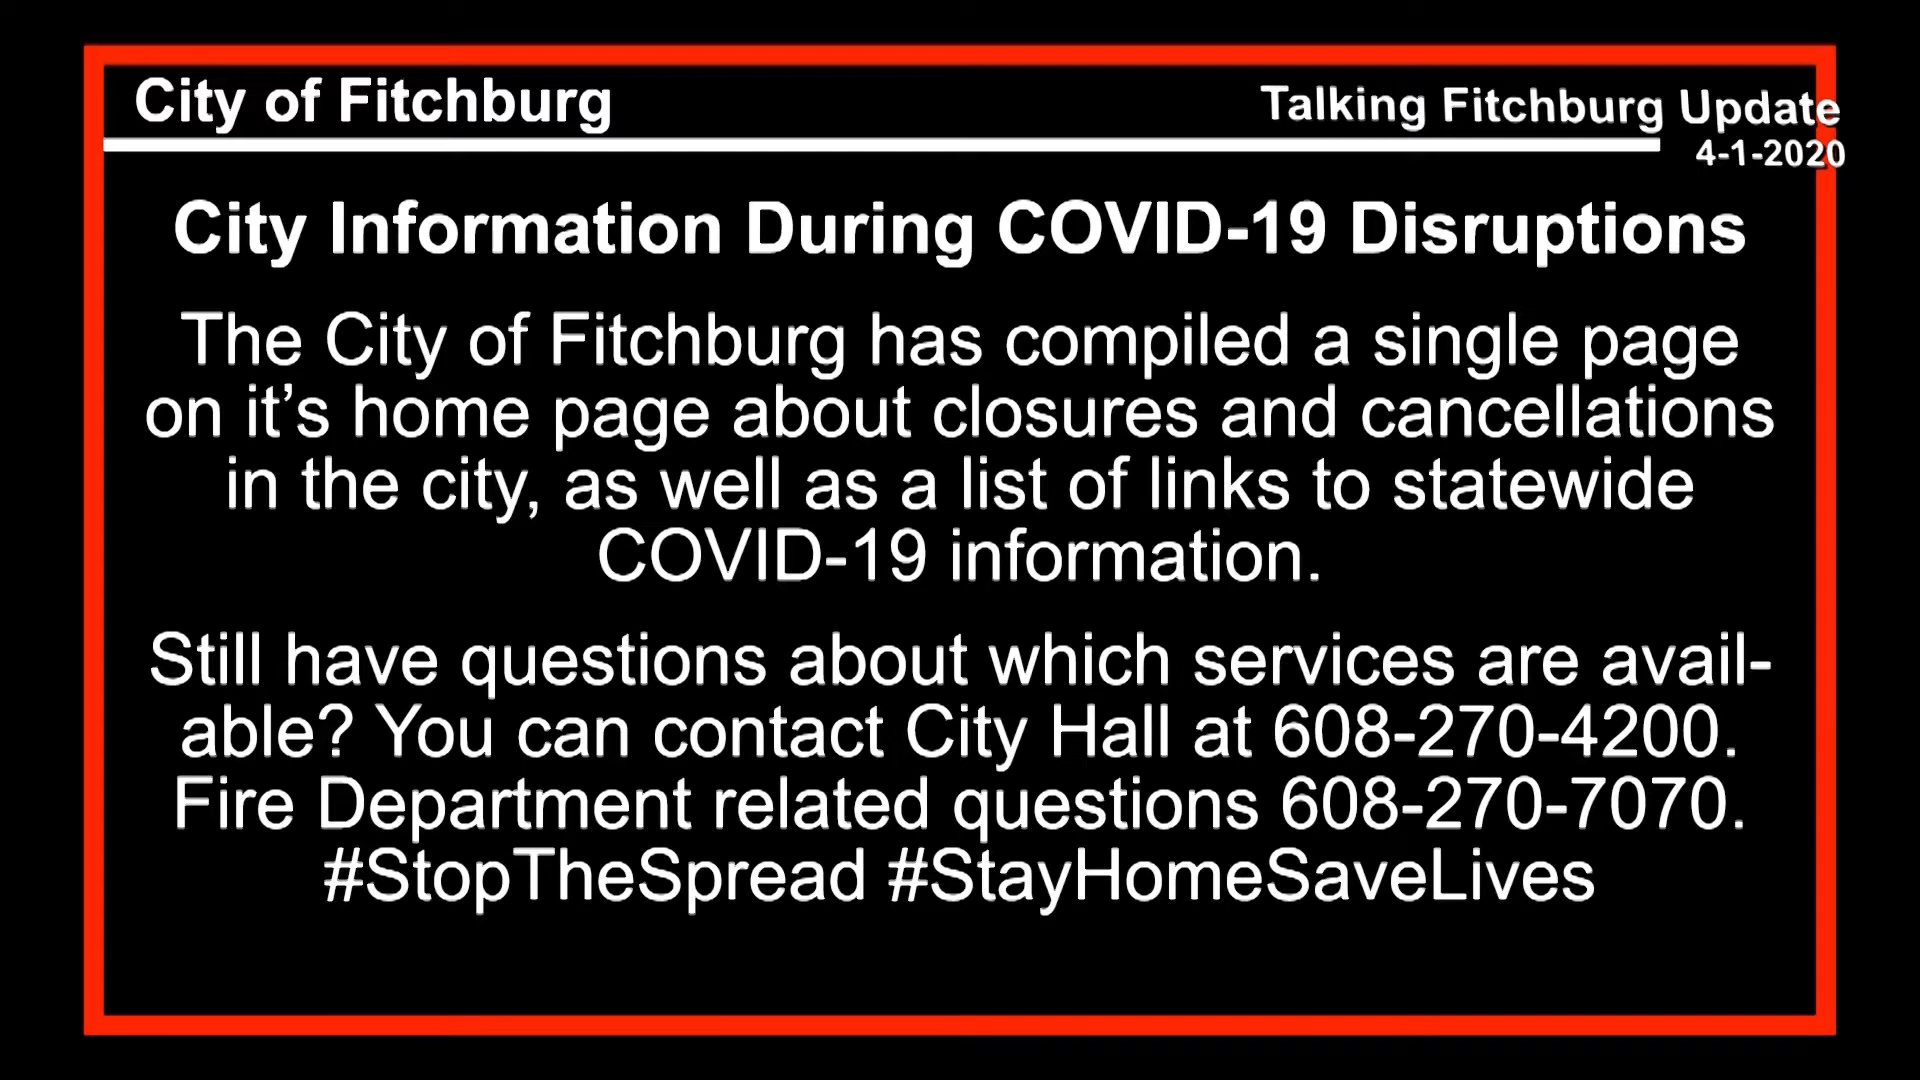 City of Fitchburg
Talking Fitchburg Update
4-1-2020
City Information During COVID-19 Disruptions
The City of Fitchburg has compiled a single page
on it’s home page about closures and cancellations
in the city, as well as a list of links to statewide
COVID-19 information.
Still have questions about which services are avail-
able? You can contact City Hall at 608-270-4200.
Fire Department related questions 608-270-7070.
#StopTheSpread #StayHomeSaveLives